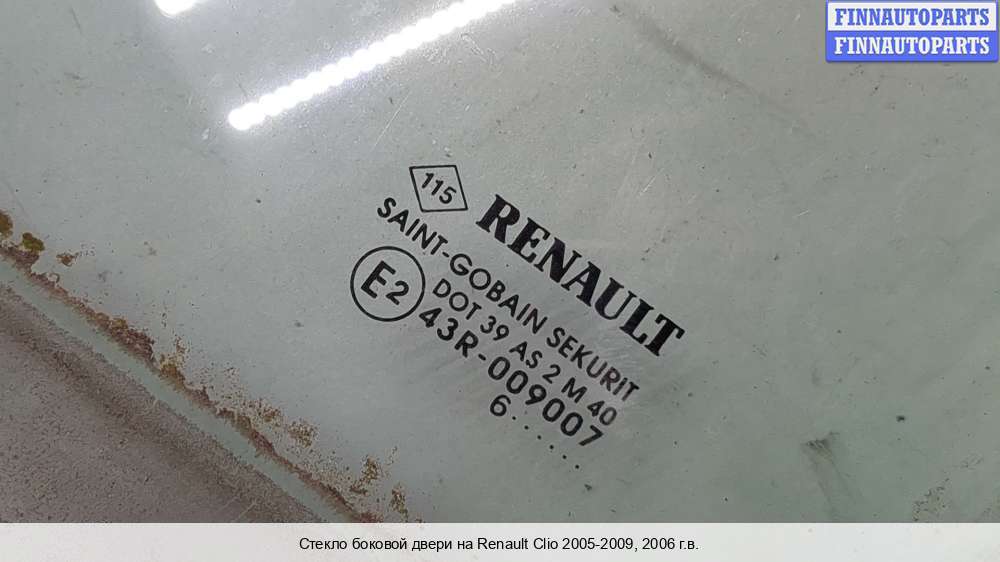 FINNAUTOPARTS
FINNAUTOPARTS
115
RENAULT
SAINT-GOBAIN SEKURIT
E2
DOT 39 AS 2 M 40
43R-009007
6......
Стекло боковой двери на Renault Clio 2005-2009, 2006 г.в.